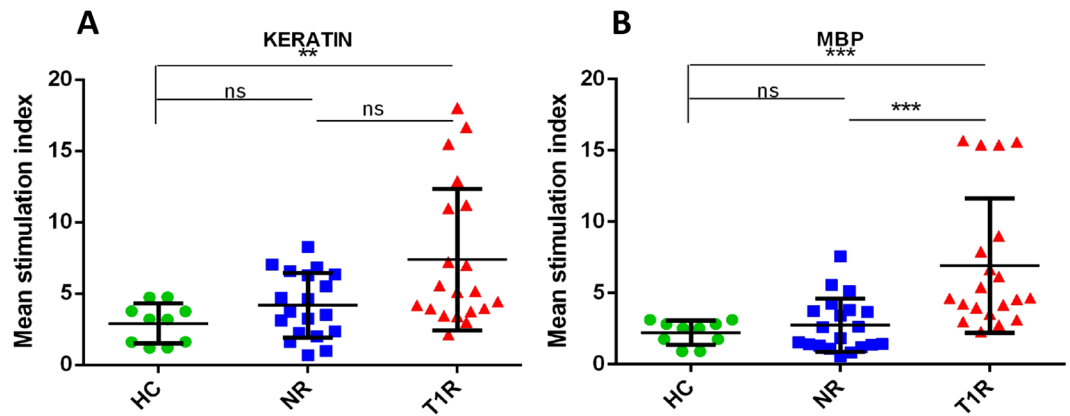 A
KERATIN
**
ns
ns
Mean stimulation index
20
15
10
5
0
HC
NR
T1R
B
MBP
***
ns
***
Mean stimulation index
20
15
10
5
0
HC
NR
T1R